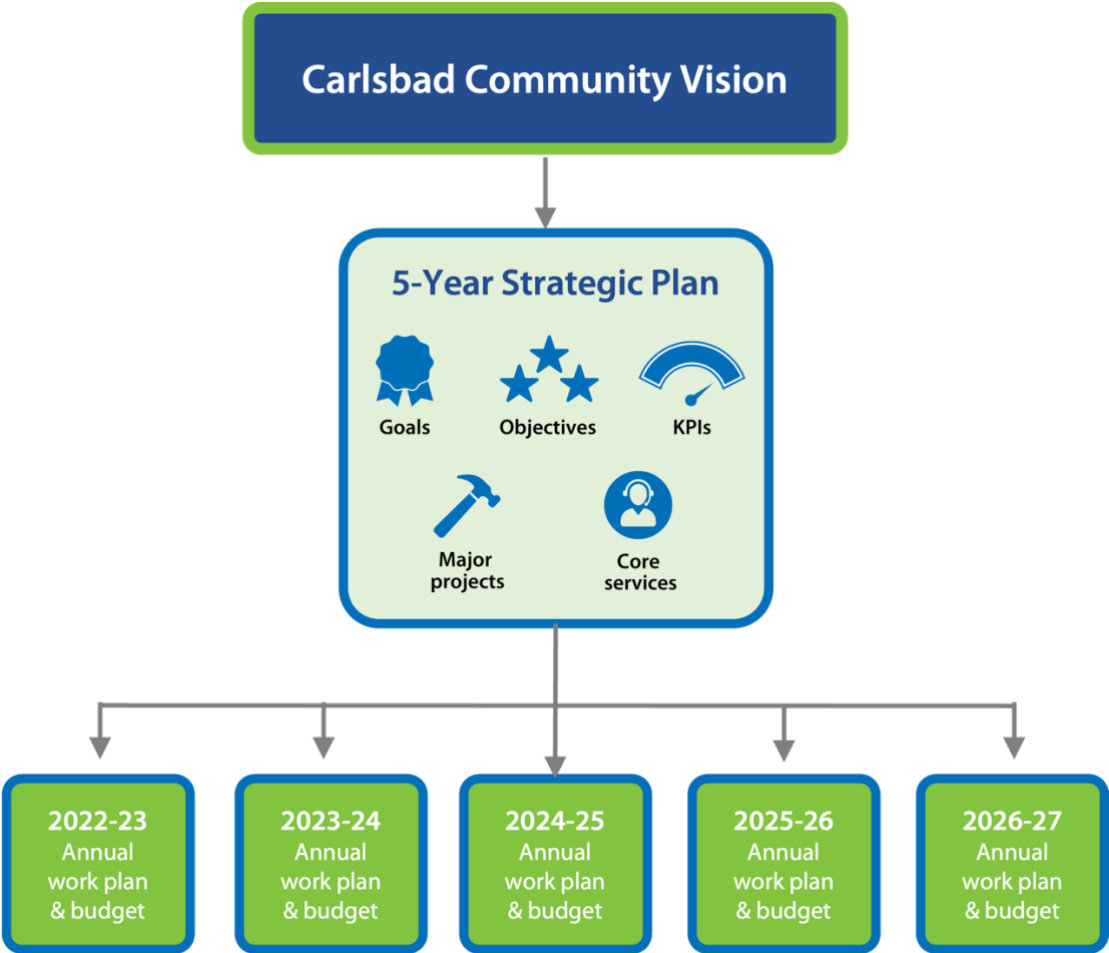 Carlsbad Community Vision
5-Year Strategic Plan
Goals
Objectives
KPIs
Major
projects
Core
services
2022-23
Annual
work plan
& budget
2023-24
Annual
work plan
& budget
2024-25
Annual
work plan
& budget
2025-26
Annual
work plan
& budget
2026-27
Annual
work plan
& budget